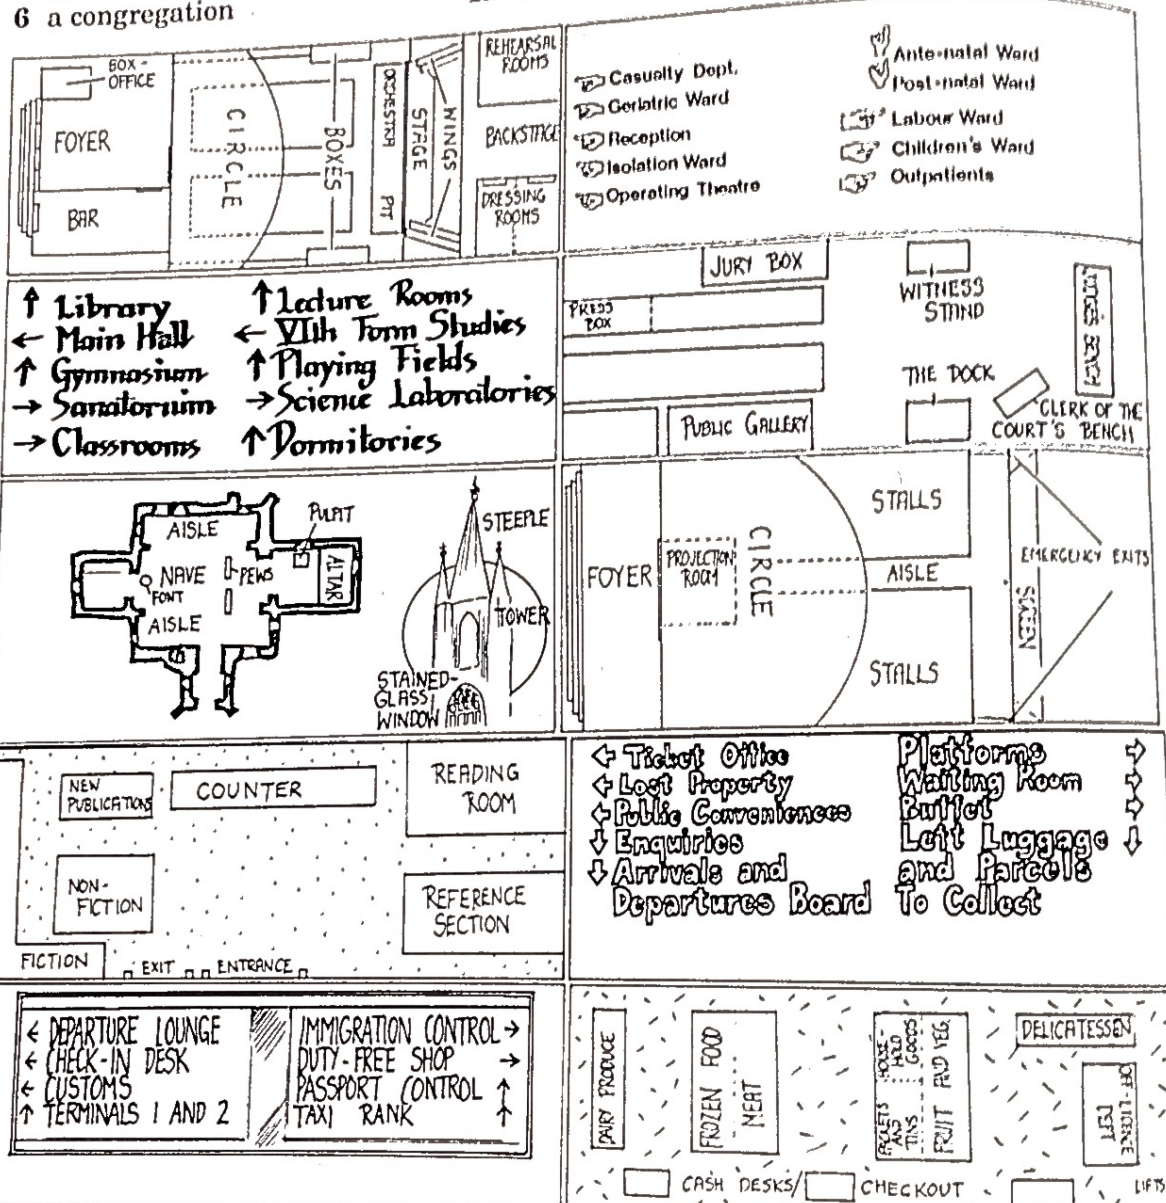 6 a congregation
BOX-
OFFICE
FOYER
BAR
CIRCLE
BOXES
ORCHESTRA PIT
STAGE
WINGS
REHEARSAL
ROOMS
BACKSTAGE
DRESSING
ROOMS
Casualty Dept.
Geriatric Ward
Reception
Isolation Ward
Operating Theatre
Ante-natal Ward
Post-natal Ward
Labour Ward
Children's Ward
Outpatients
↑ Library
← Main Hall
↑ Gymnasium
→ Sanatorium
→ Classrooms
↑ Lecture Rooms
← VIth Form Studies
↑ Playing Fields
→ Science Laboratories
↑ Dormitories
JURY BOX
PRESS
BOX
WITNESS
STAND
JUDGE'S BENCH
THE DOCK
CLERK OF THE
COURT'S BENCH
PUBLIC GALLERY
AISLE
PULPIT
ALTAR
NAVE
PEWS
FONT
AISLE
STEEPLE
TOWER
STAINED-
GLASS
WINDOW
FOYER
PROJECTION
ROOM
CIRCLE
STALLS
AISLE
STALLS
SCREEN
EMERGENCY EXITS
NEW
PUBLICATIONS
COUNTER
READING
ROOM
NON-
FICTION
REFERENCE
SECTION
FICTION
EXIT
ENTRANCE
← Ticket Office
← Lost Property
← Public Conveniences
↓ Enquiries
↓ Arrivals and
Departures Board
Platforms →
Waiting Room →
Buffet →
Left Luggage ↓
and Parcels
To Collect
← DEPARTURE LOUNGE
← CHECK-IN DESK
← CUSTOMS
↑ TERMINALS 1 AND 2
IMMIGRATION CONTROL →
DUTY-FREE SHOP →
PASSPORT CONTROL ↑
TAXI RANK ↑
DAIRY PRODUCE
FROZEN FOOD
MEAT
PACKETS
AND
TINS
HOUSE-
HOLD
GOODS
FRUIT AND VEG.
DELICATESSEN
OFF-LICENCE
DEPT
CASH DESKS/
CHECKOUT
LIFTS